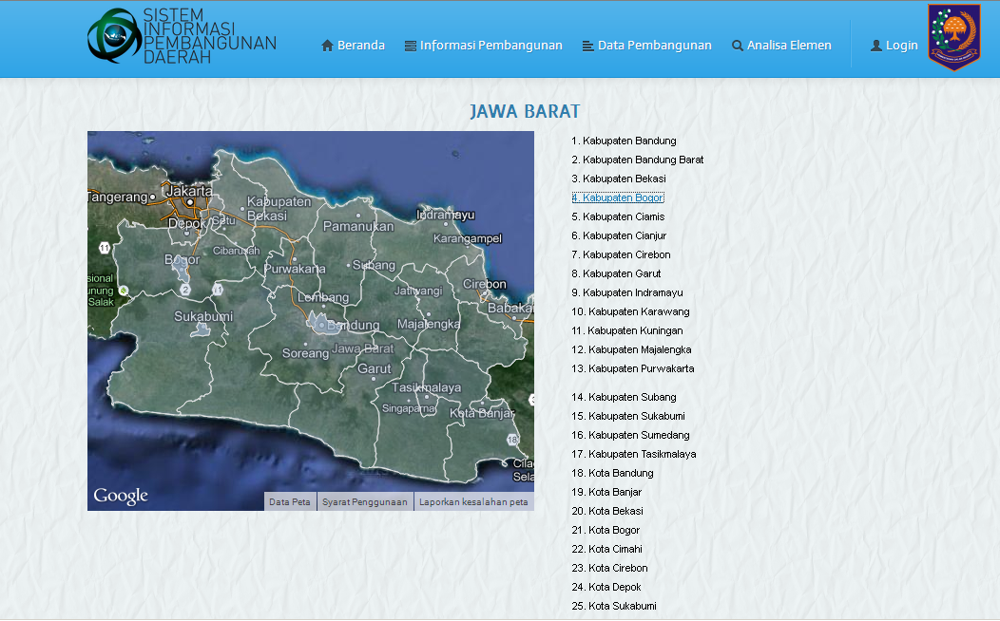 SISTEM
INFORMASI
PEMBANGUNAN
DAERAH
Beranda
Informasi Pembangunan
Data Pembangunan
Analisa Elemen
Login
JAWA BARAT
Jakarta
Tangerang
Depok
Setu
Kabupaten
Bekasi
Cibarusah
Pamanukan
Indramayu
Karangampel
11
Bogor
Purwakarta
Subang
Jatiwangi
Cirebon
sional
unung
Salak
2
1
Lembang
Babaka
Sukabumi
Bandung
Majalengka
Soreang
Jawa Barat
Garut
Tasikmalaya
Singaparna
Kota Banjar
3
18
Cila
Sela
Google
Data Peta
Syarat Penggunaan
Laporkan kesalahan peta
1. Kabupaten Bandung
2. Kabupaten Bandung Barat
3. Kabupaten Bekasi
4. Kabupaten Bogor
5. Kabupaten Ciamis
6. Kabupaten Cianjur
7. Kabupaten Cirebon
8. Kabupaten Garut
9. Kabupaten Indramayu
10. Kabupaten Karawang
11. Kabupaten Kuningan
12. Kabupaten Majalengka
13. Kabupaten Purwakarta
14. Kabupaten Subang
15. Kabupaten Sukabumi
16. Kabupaten Sumedang
17. Kabupaten Tasikmalaya
18. Kota Bandung
19. Kota Banjar
20. Kota Bekasi
21. Kota Bogor
22. Kota Cimahi
23. Kota Cirebon
24. Kota Depok
25. Kota Sukabumi